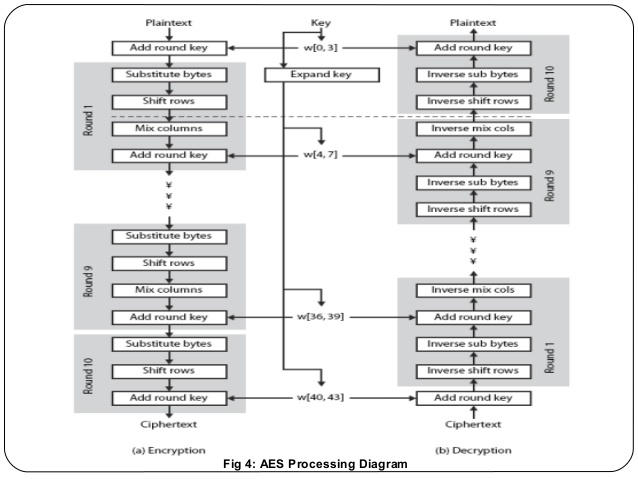 Plaintext
Key
Plaintext
Add round key
w[0, 3]
Add round key
Substitute bytes
Expand key
Inverse sub bytes
Shift rows
Inverse shift rows
Round 1
Round 10
Mix columns
Inverse mix cols
Add round key
w[4, 7]
Add round key
¥
¥
¥
Inverse sub bytes
Inverse shift rows
Round 9
Substitute bytes
¥
¥
¥
Shift rows
Mix columns
Inverse mix cols
Round 9
Add round key
w[36, 39]
Add round key
Substitute bytes
Inverse sub bytes
Shift rows
Inverse shift rows
Round 10
Round 1
Add round key
w[40, 43]
Add round key
Ciphertext
Ciphertext
(a) Encryption
(b) Decryption
Fig 4: AES Processing Diagram